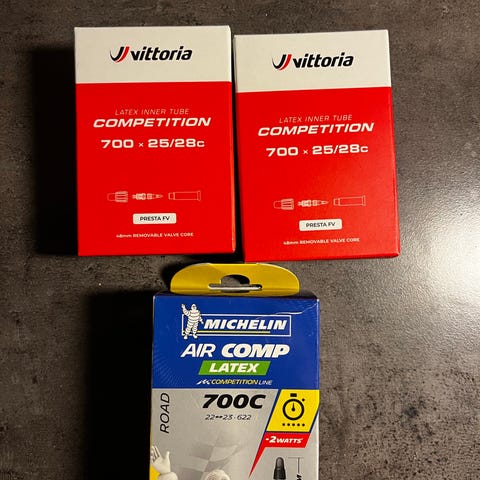 vittoria
LATEX INNER TUBE
COMPETITION
700 x 25/28c
PRESTA FV
48mm REMOVABLE VALVE CORE
vittoria
LATEX INNER TUBE
COMPETITION
700 x 25/28c
PRESTA FV
48mm REMOVABLE VALVE CORE
MICHELIN
AIR COMP
LATEX
COMPETITION LINE
ROAD
700C
22↔23-622
-2WATTS*